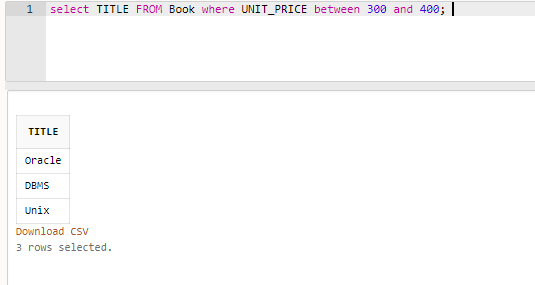 1 select TITLE FROM Book where UNIT_PRICE between 300 and 400;
TITLE
Oracle
DBMS
Unix
Download CSV
3 rows selected.